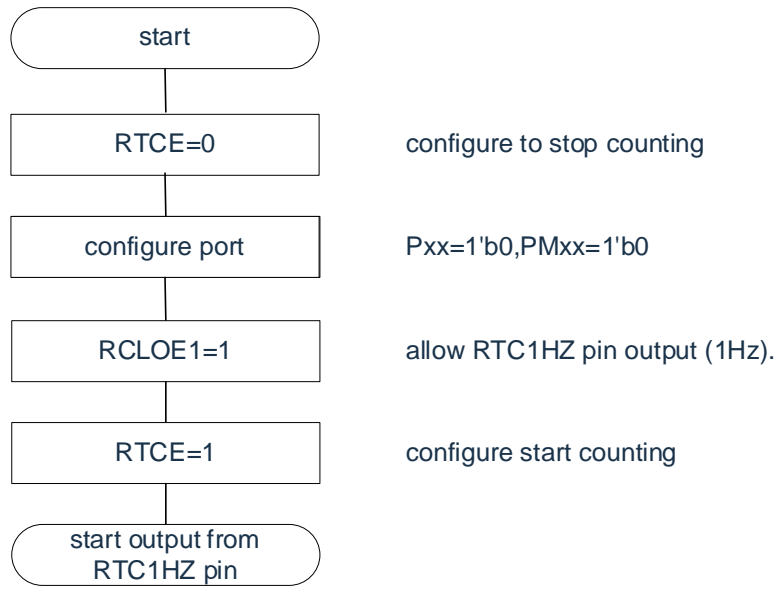 start
RTCE=0
configure to stop counting
configure port
Pxx=1'b0,PMxx=1'b0
RCLOE1=1
allow RTC1HZ pin output (1Hz).
RTCE=1
configure start counting
start output from
RTC1HZ pin